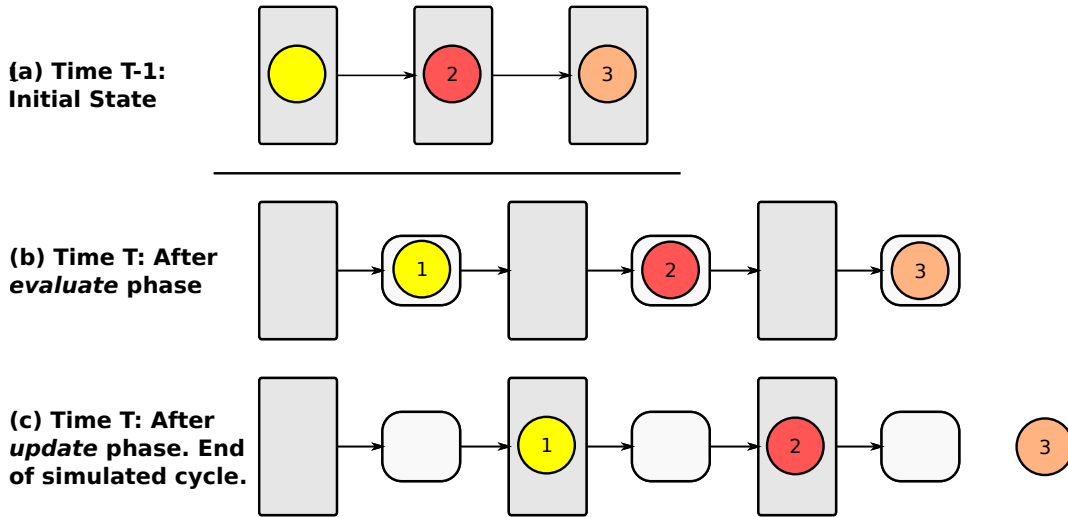 (a) Time T-1:
Initial State
2
3
(b) Time T: After
evaluate phase
1
2
3
(c) Time T: After
update phase. End
of simulated cycle.
1
2
3